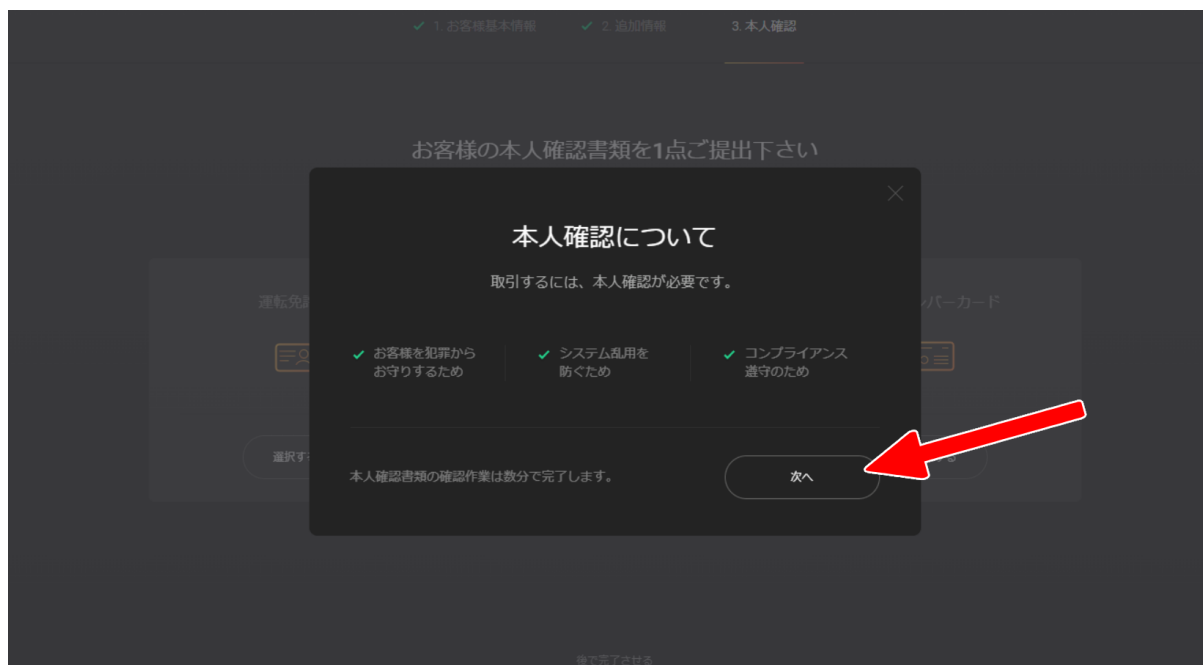 1. お客様基本情報
2. 追加情報
3. 本人確認
お客様の本人確認書類を1点ご提出下さい
本人確認について
取引するには、本人確認が必要です。
運転免
バーカード
お客様を犯罪から
お守りするため
システム乱用を
防ぐため
コンプライアンス
遵守のため
選択す
本人確認書類の確認作業は数分で完了します。
次へ
る
後で完了させる